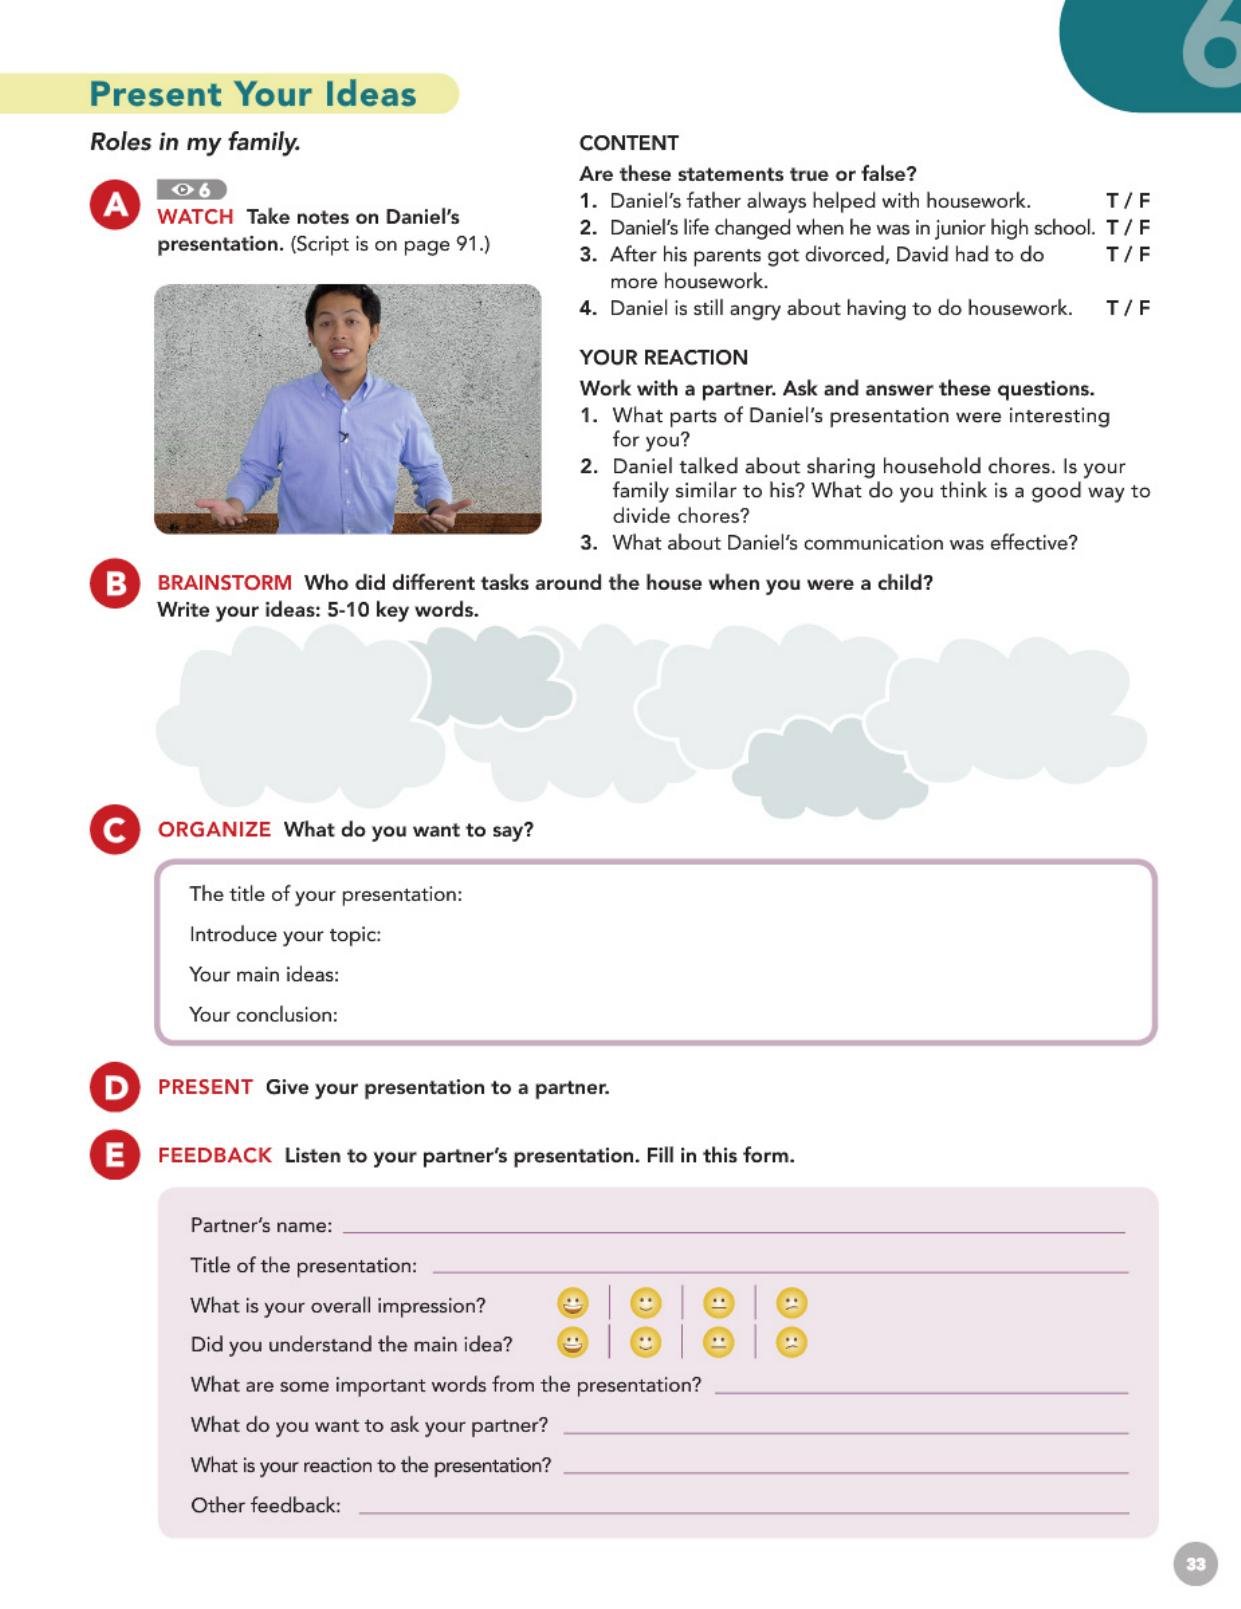 6
Present Your Ideas
Roles in my family.
A
6
WATCH Take notes on Daniel's
presentation. (Script is on page 91.)
CONTENT
Are these statements true or false?
1. Daniel's father always helped with housework. T / F
2. Daniel's life changed when he was in junior high school. T / F
3. After his parents got divorced, David had to do T / F
more housework.
4. Daniel is still angry about having to do housework. T / F
YOUR REACTION
Work with a partner. Ask and answer these questions.
1. What parts of Daniel's presentation were interesting
for you?
2. Daniel talked about sharing household chores. Is your
family similar to his? What do you think is a good way to
divide chores?
3. What about Daniel's communication was effective?
B
BRAINSTORM Who did different tasks around the house when you were a child?
Write your ideas: 5-10 key words.
C
ORGANIZE What do you want to say?
The title of your presentation:
Introduce your topic:
Your main ideas:
Your conclusion:
D
PRESENT Give your presentation to a partner.
E
FEEDBACK Listen to your partner's presentation. Fill in this form.
Partner's name:
Title of the presentation:
What is your overall impression?
Did you understand the main idea?
What are some important words from the presentation?
What do you want to ask your partner?
What is your reaction to the presentation?
Other feedback:
33